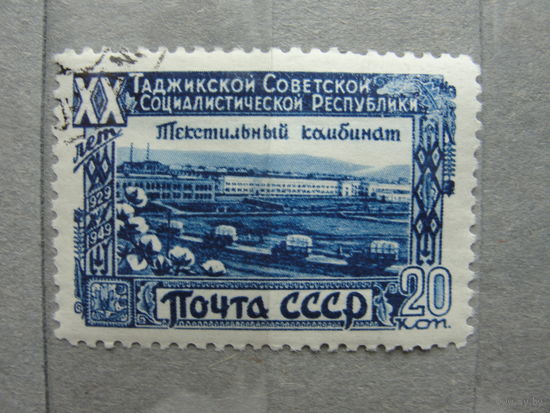 XX лет
Таджикской Советской
Социалистической Республики
Текстильный комбинат
1929
1949
Почта СССР
20
коп.